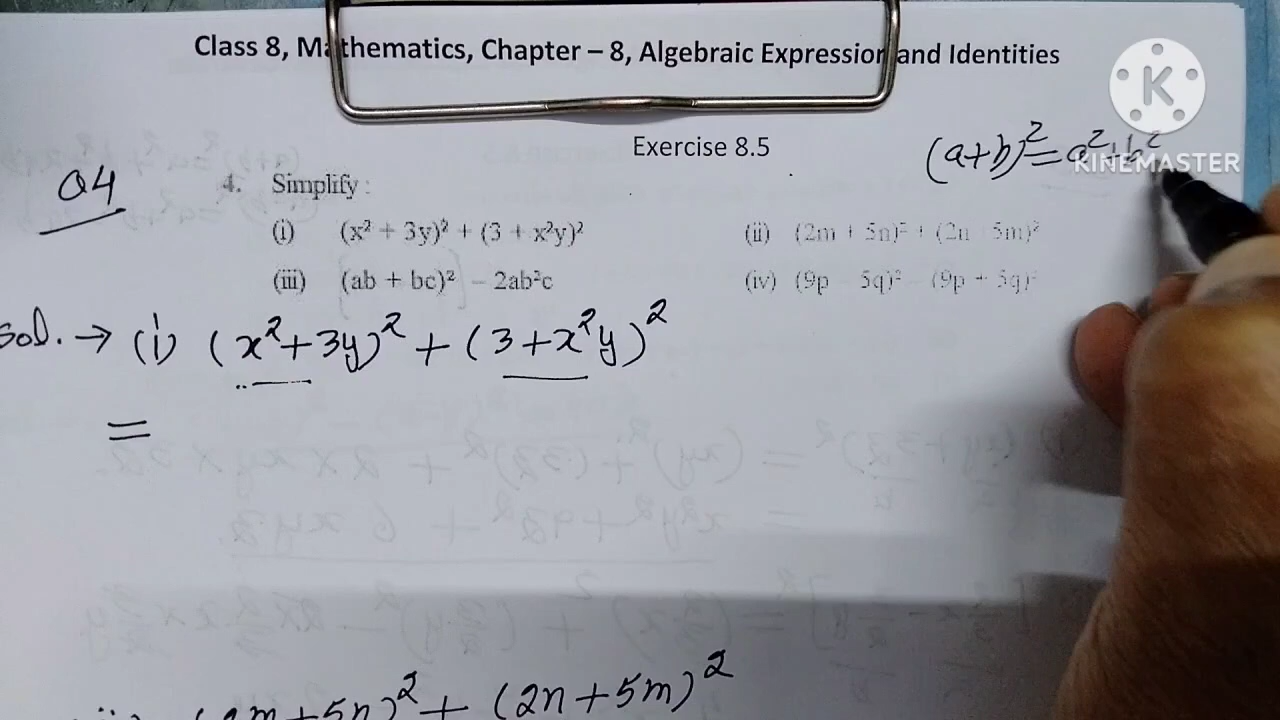 Class 8, Mathematics, Chapter – 8, Algebraic Expression and Identities
Exercise 8.5
(a+b)² = a²+b²
K
KINEMASTER
Q4
4. Simplify :
(i) (x² + 3y)² + (3 + x²y)² (ii) (2m + 5n)² + (2n 5m)²
(iii) (ab + bc)² – 2ab²c (iv) (9p 5q)² – (9p + 5q)²
Sol. → (i) (x²+3y)² + (3+x²y)²
=
(2m+5n)² + (2n+5m)²